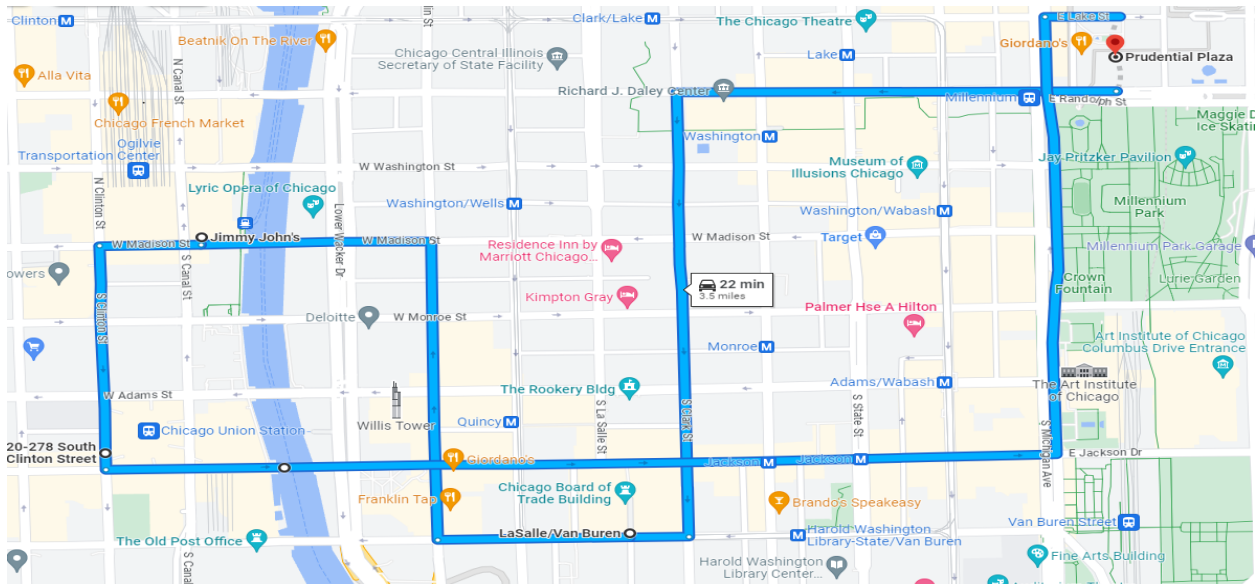 Clinton
Clark/Lake
The Chicago Theatre
E Lake St
Beatnik On The River
Chicago Central Illinois
Secretary of State Facility
Lake
Giordano's
Prudential Plaza
Alla Vita
N Canal St
Richard J. Daley Center
Millennium
E Randolph St
Chicago French Market
Maggie D
Ice Skati
Ogilvie
Transportation Center
Washington
W Washington St
Museum of
Illusions Chicago
Jay Pritzker Pavilion
N Clinton St
Lyric Opera of Chicago
Washington/Wells
Washington/Wabash
Millennium
Park
Lower Wacker Dr
Jimmy John's
W Madison St
W Madison St
W Madison St
Target
Residence Inn by
Marriott Chicago...
Millennium Park Garage
owers
S Canal St
22 min
3.5 miles
Crown
Fountain
Lurie Garden
Kimpton Gray
S Clinton St
Deloitte
W Monroe St
Palmer Hse A Hilton
Monroe
Art Institute of Chicago
Columbus Drive Entrance
The Rookery Bldg
Adams/Wabash
The Art Institute
of Chicago
W Adams St
Willis Tower
Quincy
S La Salle St
S Clark St
S State St
S Michigan Ave
Chicago Union Station
20-278 South
Clinton Street
Giordano's
Jackson
Jackson
E Jackson Dr
Franklin Tap
Chicago Board of
Trade Building
Brando's Speakeasy
LaSalle/Van Buren
Harold Washington
Library-State/Van Buren
Van Buren Street
The Old Post Office
S Canal
Harold Washington
Library Center...
Fine Arts Building